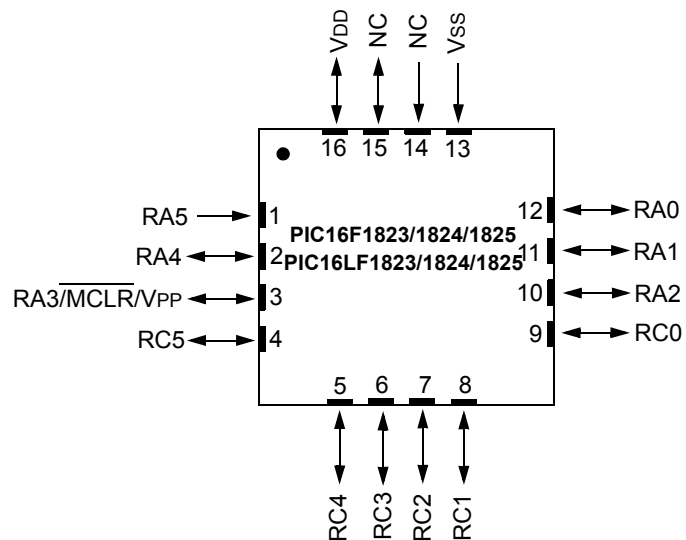 VDD
NC
NC
VSS
16
15
14
13
RA5
1
RA4
2
RA3/MCLR/VPP
3
RC5
4
PIC16F1823/1824/1825
PIC16LF1823/1824/1825
12
RA0
11
RA1
10
RA2
9
RC0
5
6
7
8
RC4
RC3
RC2
RC1